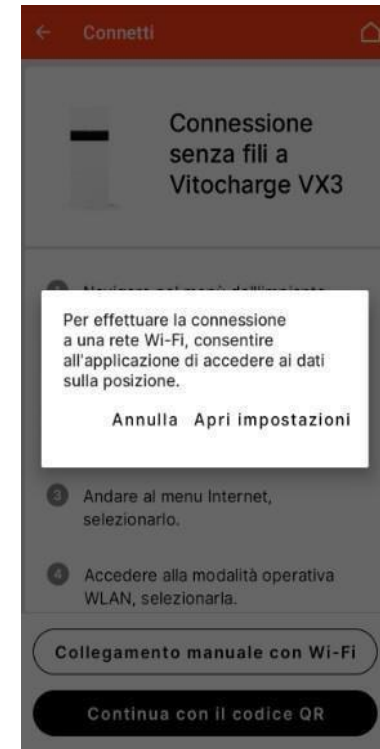 Connetti
Connessione
senza fili a
Vitocharge VX3
Per effettuare la connessione
a una rete Wi-Fi, consentire
all'applicazione di accedere ai dati
sulla posizione.
Annulla Apri impostazioni
3 Andare al menu Internet,
selezionarlo.
4 Accedere alla modalità operativa
WLAN, selezionarla.
Collegamento manuale con Wi-Fi
Continua con il codice QR